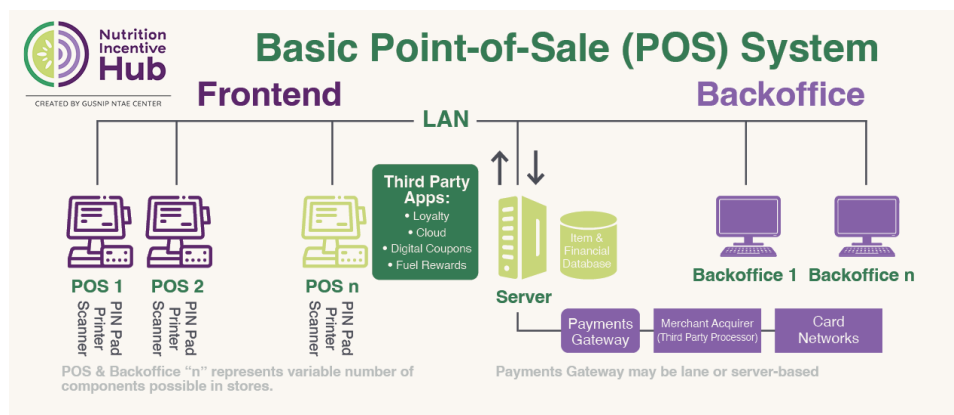 Nutrition
Incentive
Hub
CREATED BY GUSNIP NTAE CENTER
Basic Point-of-Sale (POS) System
Frontend
Backoffice
LAN
Third Party
Apps:
• Loyalty
• Cloud
• Digital Coupons
• Fuel Rewards
Item &
Financial
Database
POS 1
POS 2
POS n
Server
Backoffice 1
Backoffice n
PIN Pad
Printer
Scanner
PIN Pad
Printer
Scanner
PIN Pad
Printer
Scanner
Payments
Gateway
Merchant Acquirer
(Third Party Processor)
Card
Networks
POS & Backoffice “n” represents variable number of
components possible in stores.
Payments Gateway may be lane or server-based